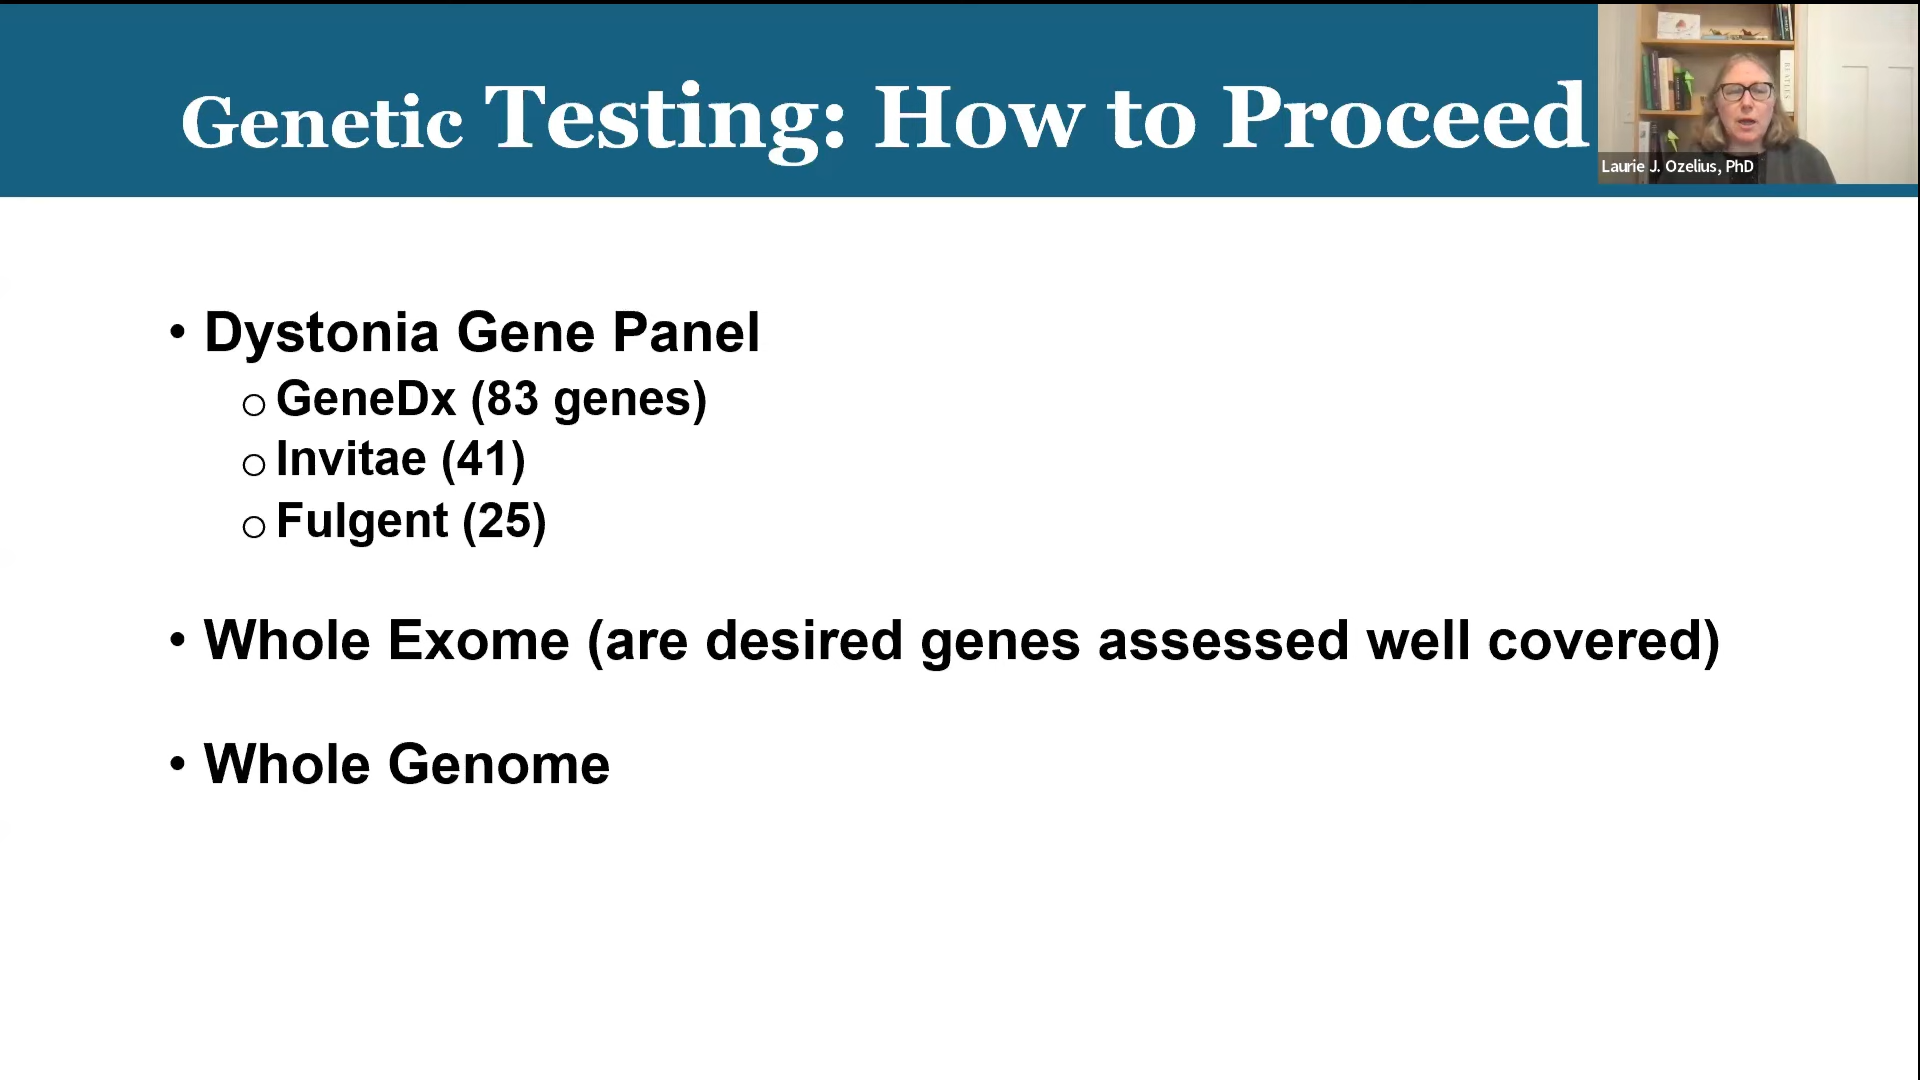 Genetic Testing: How to Proceed
Laurie J. Ozelius, PhD
• Dystonia Gene Panel
o GeneDx (83 genes)
o Invitae (41)
o Fulgent (25)
• Whole Exome (are desired genes assessed well covered)
• Whole Genome